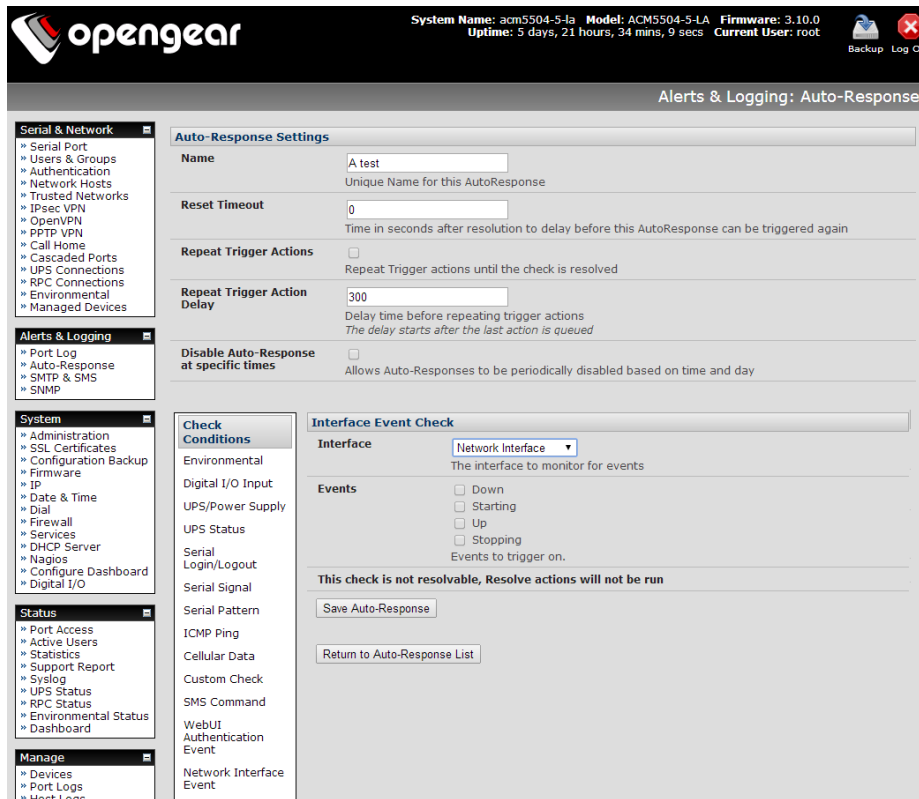 opengear
System Name: acm5504-5-la Model: ACM5504-5-LA Firmware: 3.10.0
Uptime: 5 days, 21 hours, 34 mins, 9 secs Current User: root
Backup
Log O
Alerts & Logging: Auto-Response
Serial & Network
» Serial Port
» Users & Groups
» Authentication
» Network Hosts
» Trusted Networks
» IPsec VPN
» OpenVPN
» PPTP VPN
» Call Home
» Cascaded Ports
» UPS Connections
» RPC Connections
» Environmental
» Managed Devices
Alerts & Logging
» Port Log
» Auto-Response
» SMTP & SMS
» SNMP
System
» Administration
» SSL Certificates
» Configuration Backup
» Firmware
» IP
» Date & Time
» Dial
» Firewall
» Services
» DHCP Server
» Nagios
» Configure Dashboard
» Digital I/O
Status
» Port Access
» Active Users
» Statistics
» Support Report
» Syslog
» UPS Status
» RPC Status
» Environmental Status
» Dashboard
Manage
» Devices
» Port Logs
» Host Logs
Auto-Response Settings
Name
A test
Unique Name for this AutoResponse
Reset Timeout
0
Time in seconds after resolution to delay before this AutoResponse can be triggered again
Repeat Trigger Actions
Repeat Trigger actions until the check is resolved
Repeat Trigger Action
Delay
300
Delay time before repeating trigger actions
The delay starts after the last action is queued
Disable Auto-Response
at specific times
Allows Auto-Responses to be periodically disabled based on time and day
Check
Conditions
Environmental
Digital I/O Input
UPS/Power Supply
UPS Status
Serial
Login/Logout
Serial Signal
Serial Pattern
ICMP Ping
Cellular Data
Custom Check
SMS Command
WebUI
Authentication
Event
Network Interface
Event
Interface Event Check
Interface
Network Interface
The interface to monitor for events
Events
Down
Starting
Up
Stopping
Events to trigger on.
This check is not resolvable, Resolve actions will not be run
Save Auto-Response
Return to Auto-Response List